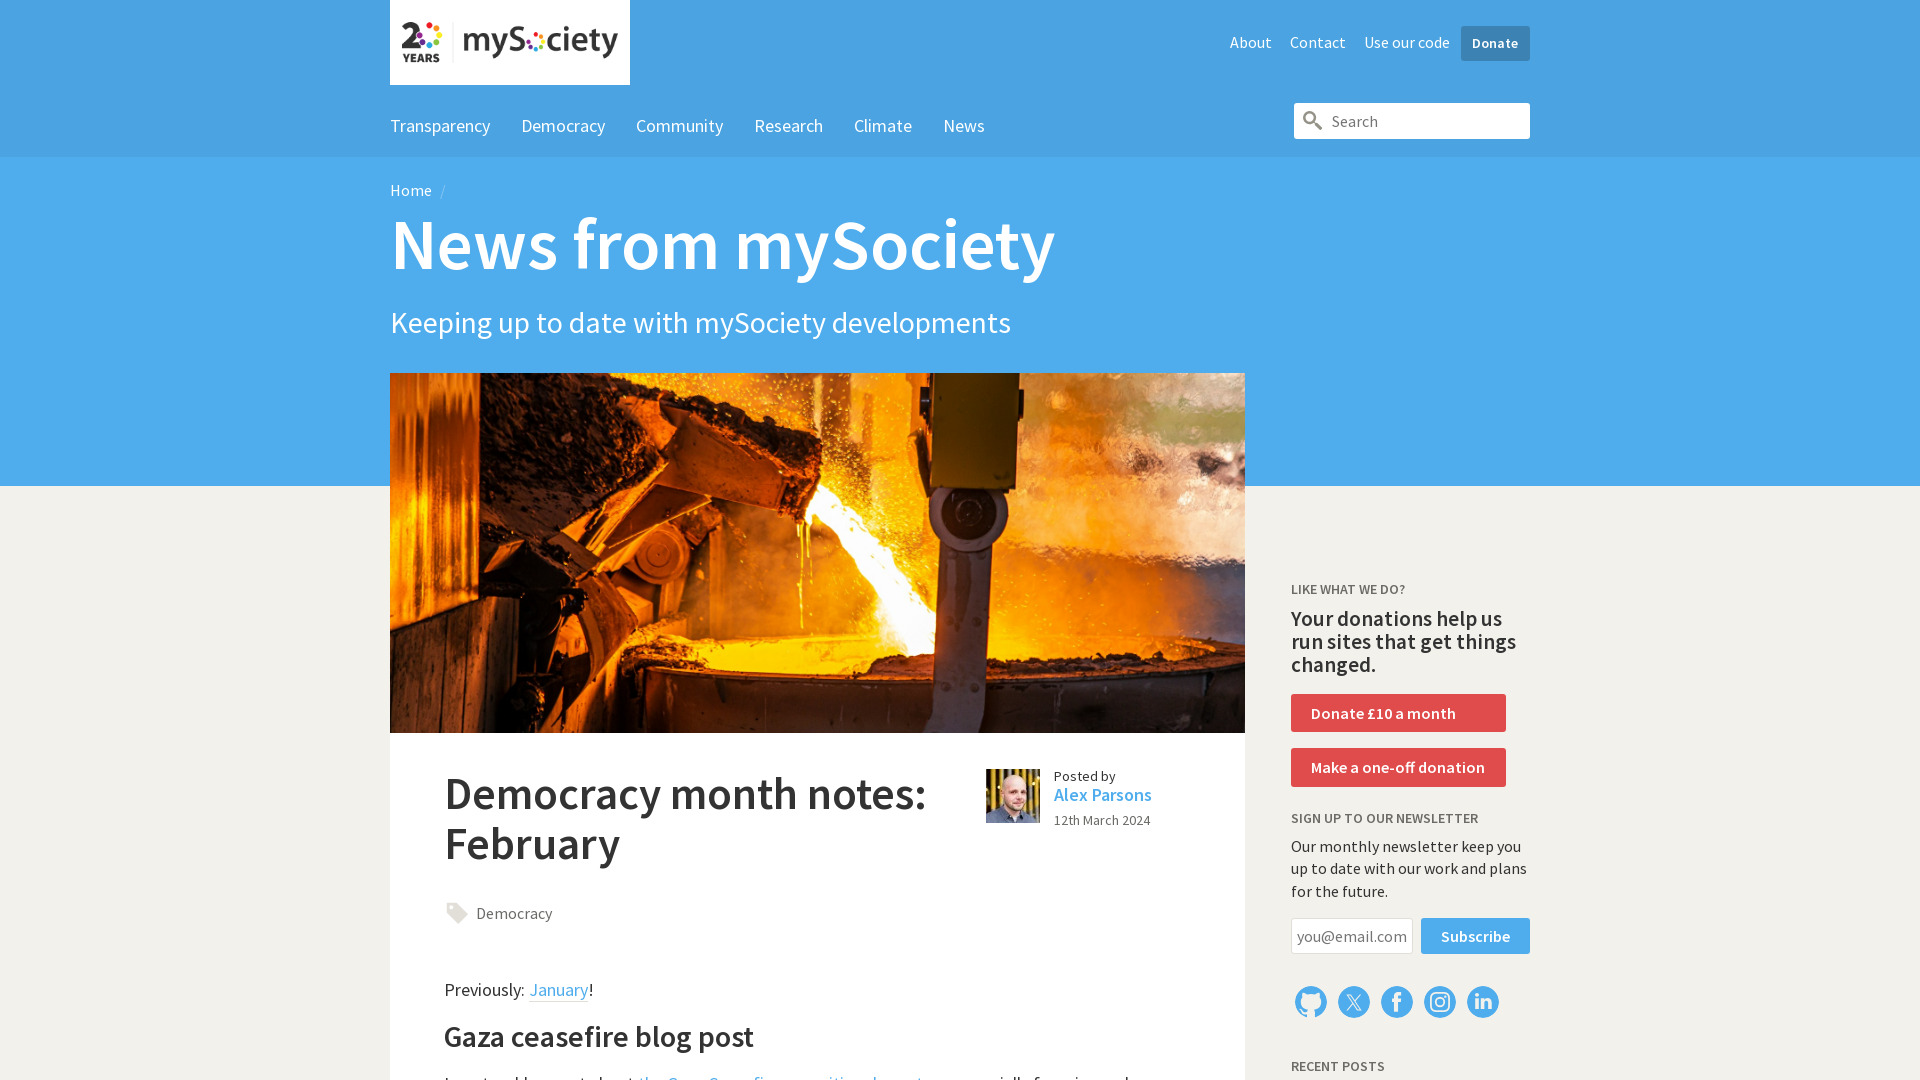 20 YEARS mySociety
About Contact Use our code Donate
Transparency Democracy Community Research Climate News
Search
Home /
News from mySociety
Keeping up to date with mySociety developments
Democracy month notes:
February
Posted by
Alex Parsons
12th March 2024
Democracy
Previously: January!
Gaza ceasefire blog post
LIKE WHAT WE DO?
Your donations help us
run sites that get things
changed.
Donate £10 a month
Make a one-off donation
SIGN UP TO OUR NEWSLETTER
Our monthly newsletter keep you
up to date with our work and plans
for the future.
you@email.com Subscribe
RECENT POSTS